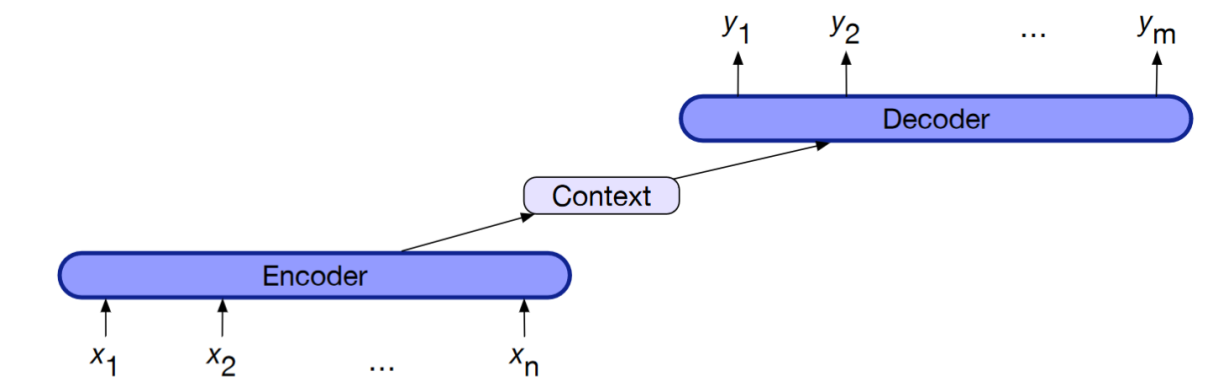 y1 y2 ... ym
Decoder
Context
Encoder
x1 x2 ... xn